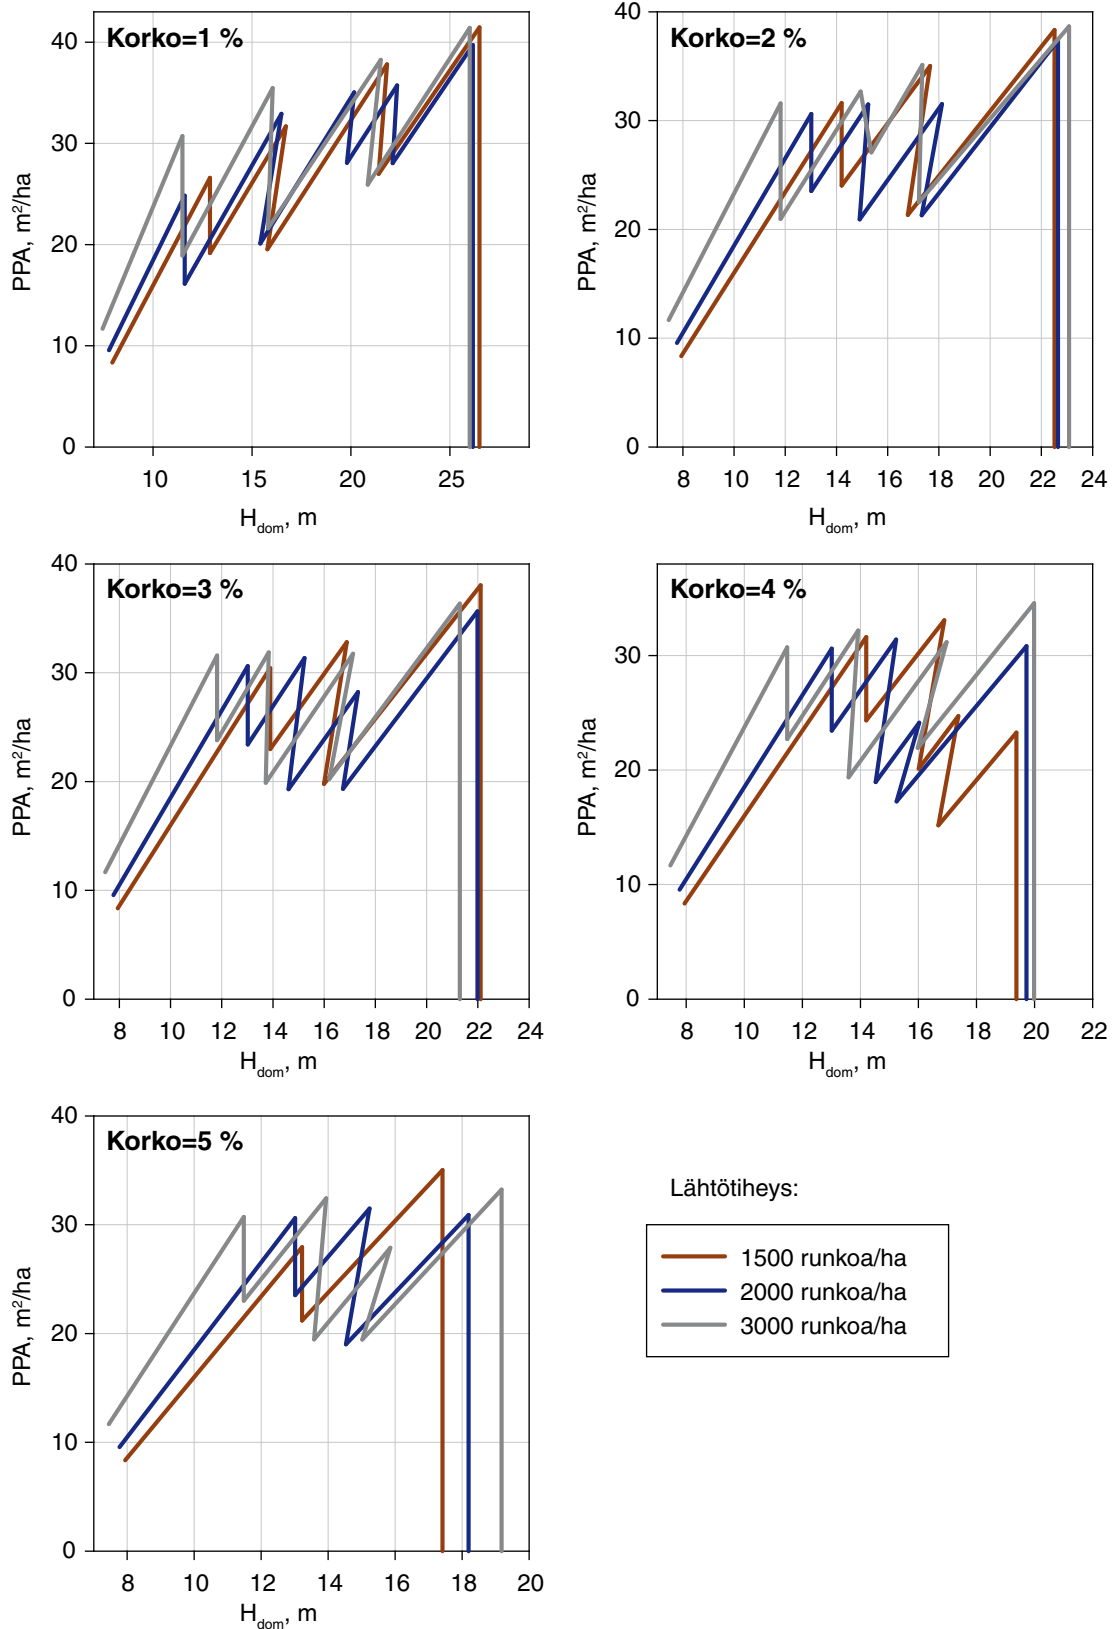 Korko=1 %
40
30
20
10
0
PPA, m²/ha
10 15 20 25
H_dom, m
Korko=2 %
40
30
20
10
0
PPA, m²/ha
8 10 12 14 16 18 20 22 24
H_dom, m
Korko=3 %
40
30
20
10
0
PPA, m²/ha
8 10 12 14 16 18 20 22 24
H_dom, m
Korko=4 %
30
20
10
0
PPA, m²/ha
8 10 12 14 16 18 20 22
H_dom, m
Korko=5 %
40
30
20
10
0
PPA, m²/ha
8 10 12 14 16 18 20
H_dom, m
Lähtötiheys:
1500 runkoa/ha
2000 runkoa/ha
3000 runkoa/ha